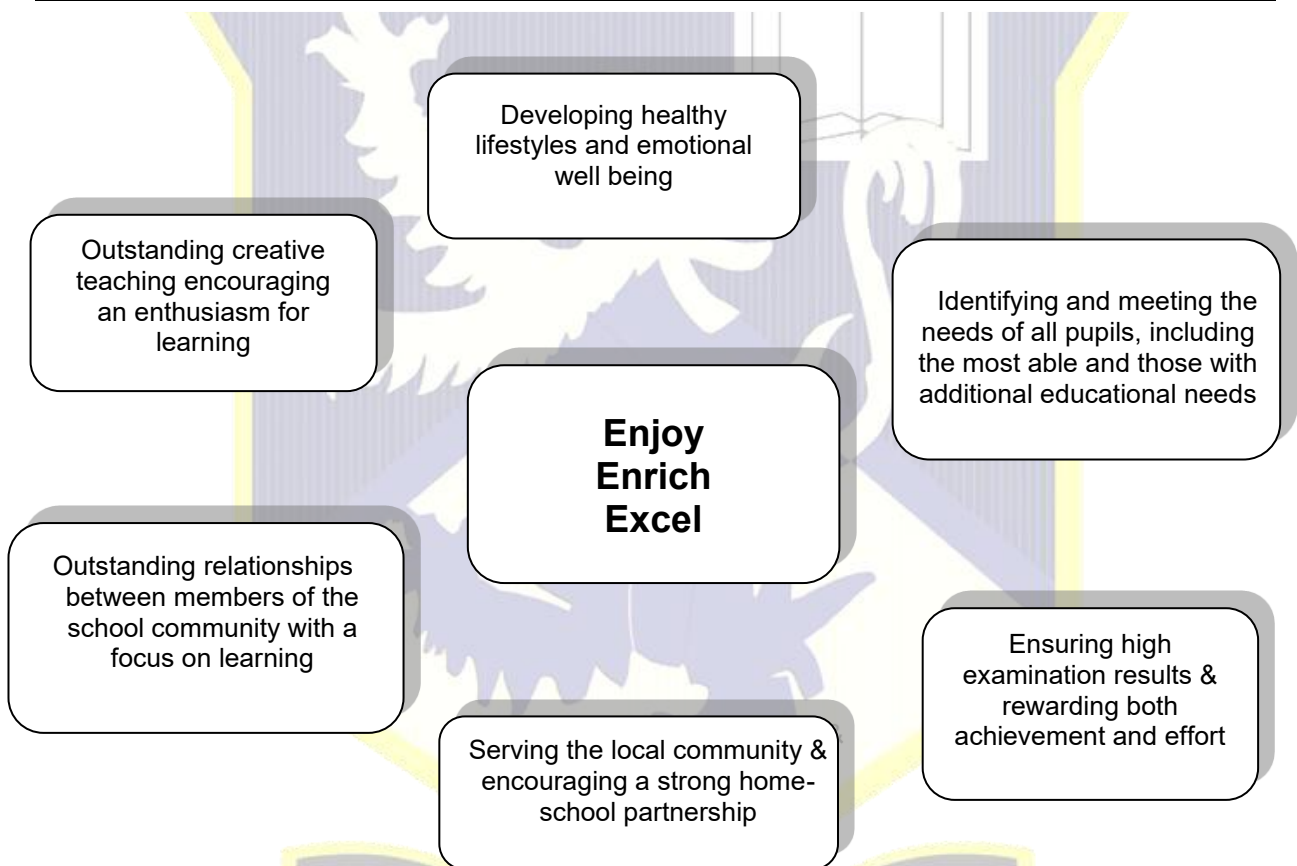 Developing healthy
lifestyles and emotional
well being
Outstanding creative
teaching encouraging
an enthusiasm for
learning
Identifying and meeting the
needs of all pupils, including
the most able and those with
additional educational needs
Enjoy
Enrich
Excel
Outstanding relationships
between members of the
school community with a
focus on learning
Ensuring high
examination results &
rewarding both
achievement and effort
Serving the local community &
encouraging a strong home-
school partnership